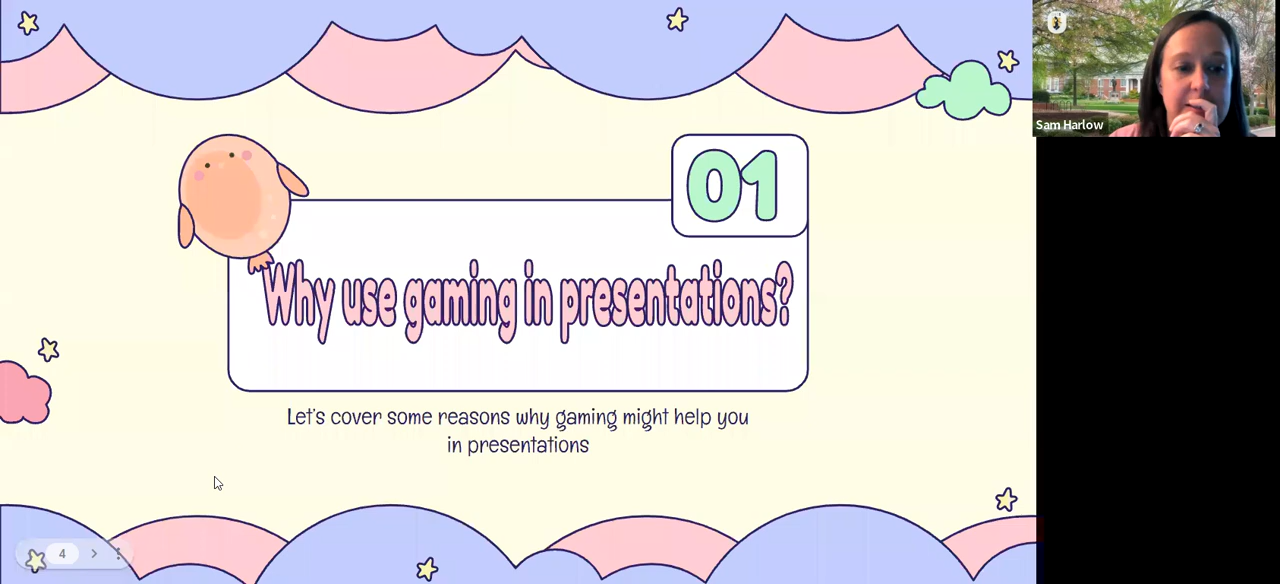 Sam Harlow
01
Why use gaming in presentations?
Let's cover some reasons why gaming might help you
in presentations
4